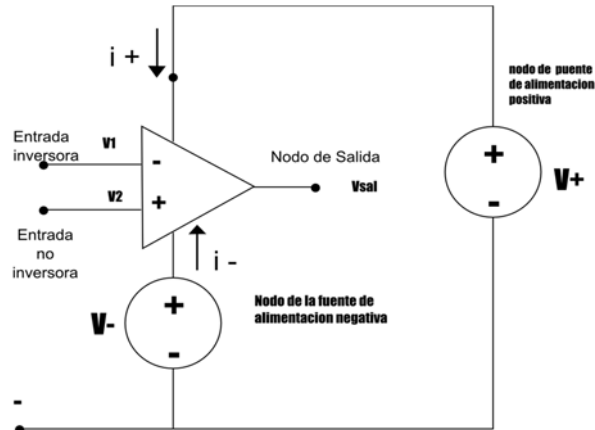 i +
nodo de puente
de alimentacion
positiva
Entrada
inversora
V1
-
Nodo de Salida
+
V+
-
V2
+
Vsal
Entrada
no
inversora
i -
V-
+
-
Nodo de la fuente de
alimentacion negativa
-